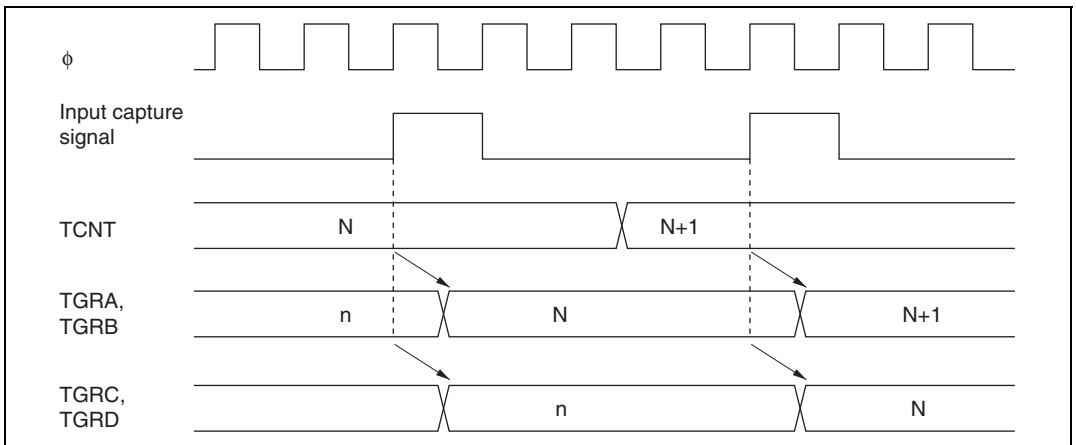 ϕ
Input capture
signal
TCNT
N
N+1
TGRA,
TGRB
n
N
N+1
TGRC,
TGRD
n
N